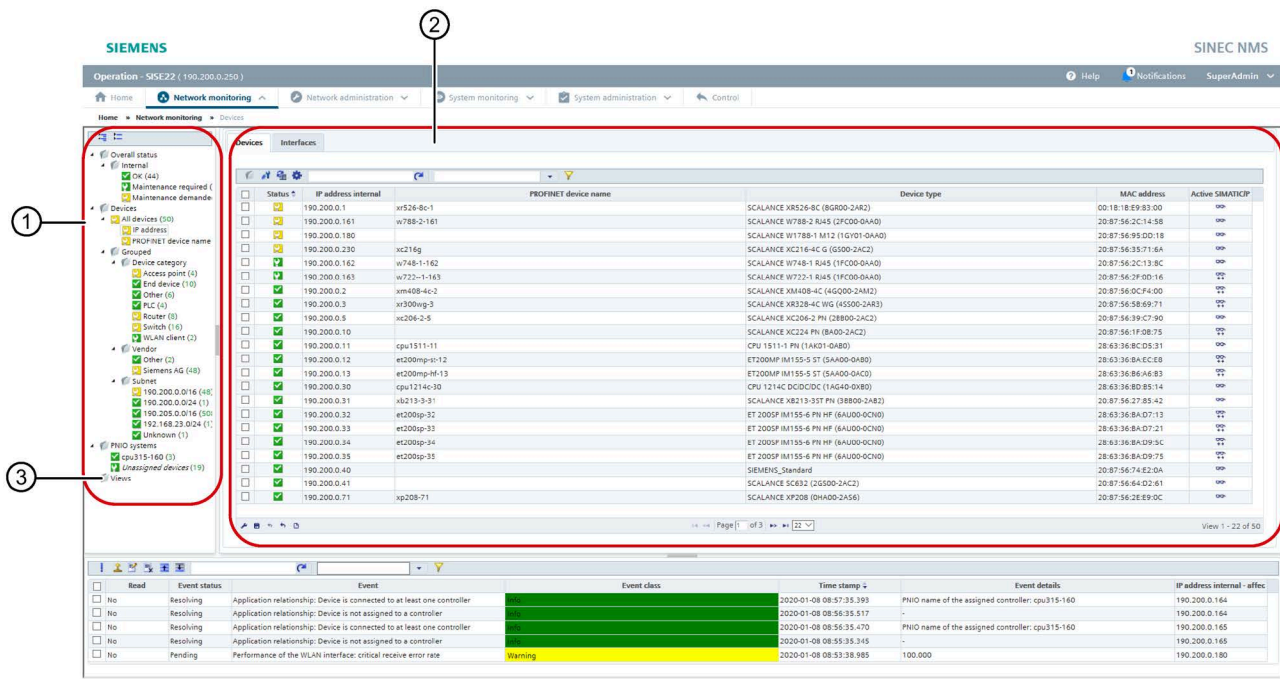 2
SIEMENS
SINEC NMS
Operation - SISE22 ( 190.200.0.250 )
Help
1 Notifications
SuperAdmin
Home
Network monitoring
Network administration
System monitoring
System administration
Control
Home » Network monitoring » Devices
1
3
Overall status
Internal
OK (44)
Maintenance required (
Maintenance demande
Devices
All devices (50)
IP address
PROFINET device name
Grouped
Device category
Access point (4)
End device (10)
Other (6)
PLC (4)
Router (8)
Switch (16)
WLAN client (2)
Vendor
Other (2)
Siemens AG (48)
Subnet
190.200.0.0/16 (48
190.200.0.0/24 (1)
190.205.0.0/16 (50
192.168.23.0/24 (1
Unknown (1)
PNIO systems
cpu315-160 (3)
Unassigned devices (19)
Views
Devices Interfaces
Status IP address internal PROFINET device name Device type MAC address Active SIMATIC/P
190.200.0.1 xr526-8c-1 SCALANCE XR526-8C (8GR00-2AR2) 00:18:18:E9:83:00
190.200.0.161 w788-2-161 SCALANCE W788-2 RJ45 (2FC00-0AA0) 20:87:56:2C:14:58
190.200.0.180 SCALANCE W1788-1 M12 (1GY01-0AA0) 20:87:56:95:DD:18
190.200.0.230 xc216g SCALANCE XC216-4C G (GS00-2AC2) 20:87:56:35:71:6A
190.200.0.162 w748-1-162 SCALANCE W748-1 RJ45 (1FC00-0AA0) 20:87:56:2C:13:8C
190.200.0.163 w722--1-163 SCALANCE W722-1 RJ45 (1FC00-0AA0) 20:87:56:2F:0D:16
190.200.0.2 xm408-4c-2 SCALANCE XM408-4C (4GQ00-2AM2) 20:87:56:0C:F4:00
190.200.0.3 xr300wg-3 SCALANCE XR328-4C WG (4SS00-2AR3) 20:87:56:5B:69:71
190.200.0.5 xc206-2-5 SCALANCE XC206-2 PN (2BB00-2AC2) 20:87:56:39:C7:90
190.200.0.10 SCALANCE XC224 PN (BA00-2AC2) 20:87:56:1F:0B:75
190.200.0.11 cpu1511-11 CPU 1511-1 PN (1AK01-0AB0) 28:63:36:BC:D5:31
190.200.0.12 et200mp-st-12 ET200MP IM155-5 ST (5AA00-0AB0) 28:63:36:BA:EC:E8
190.200.0.13 et200mp-hf-13 ET200MP IM155-5 ST (5AA00-0AC0) 28:63:36:B6:A6:B3
190.200.0.30 cpu1214c-30 CPU 1214C DC/DC/DC (1AG40-0XB0) 28:63:36:BD:B5:14
190.200.0.31 xb213-3-31 SCALANCE XB213-3ST PN (3BB00-2AB2) 20:87:56:27:85:42
190.200.0.32 et200sp-32 ET 200SP IM155-6 PN HF (6AU00-0CN0) 28:63:36:BA:D7:13
190.200.0.33 et200sp-33 ET 200SP IM155-6 PN HF (6AU00-0CN0) 28:63:36:BA:D7:21
190.200.0.34 et200sp-34 ET 200SP IM155-6 PN HF (6AU00-0CN0) 28:63:36:BA:D9:5C
190.200.0.35 et200sp-35 ET 200SP IM155-6 PN HF (6AU00-0CN0) 28:63:36:BA:D9:75
190.200.0.40 SIEMENS_Standard 20:87:56:74:E2:0A
190.200.0.41 SCALANCE SC632 (2GS00-2AC2) 20:87:56:64:D2:61
190.200.0.71 xp208-71 SCALANCE XP208 (0HA00-2AS6) 20:87:56:2E:E9:0C
Page 1 of 3 22 View 1 - 22 of 50
Read Event status Event Event class Time stamp Event details IP address internal - affec
No Resolving Application relationship: Device is connected to at least one controller Info 2020-01-08 08:57:35.393 PNIO name of the assigned controller: cpu315-160 190.200.0.164
No Resolving Application relationship: Device is not assigned to a controller Info 2020-01-08 08:56:35.517 - 190.200.0.164
No Resolving Application relationship: Device is connected to at least one controller Info 2020-01-08 08:56:35.470 PNIO name of the assigned controller: cpu315-160 190.200.0.165
No Resolving Application relationship: Device is not assigned to a controller Info 2020-01-08 08:55:35.345 - 190.200.0.165
No Pending Performance of the WLAN interface: critical receive error rate Warning 2020-01-08 08:53:38.985 100.000 190.200.0.180